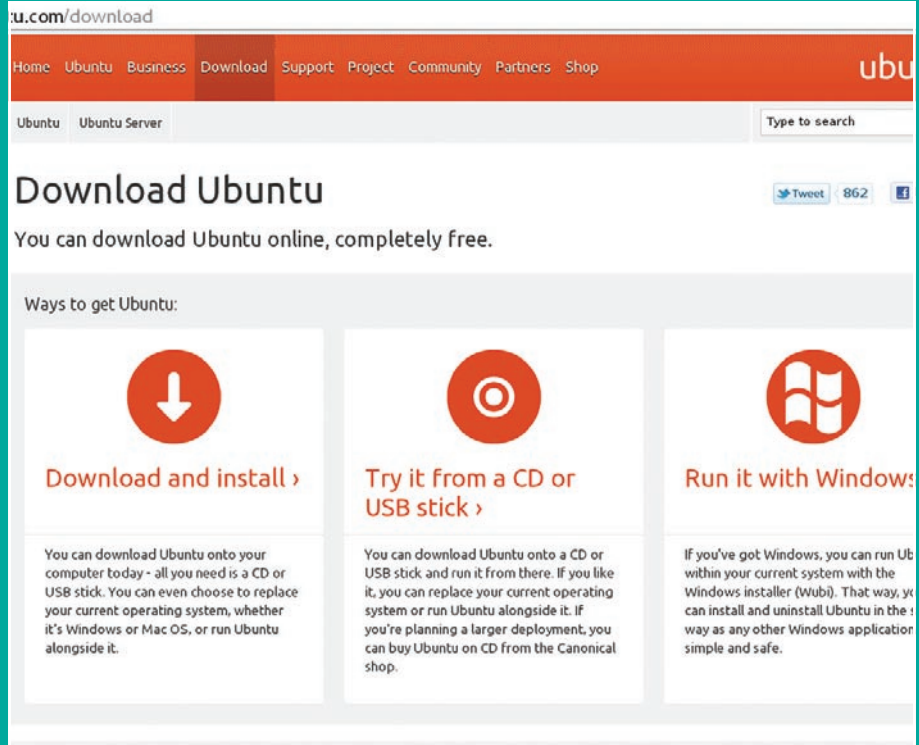 u.com/download
Home Ubuntu Business Download Support Project Community Partners Shop
ubu
Ubuntu Ubuntu Server
Type to search
Download Ubuntu
Tweet 862
You can download Ubuntu online, completely free.
Ways to get Ubuntu:
Download and install ›
You can download Ubuntu onto your
computer today - all you need is a CD or
USB stick. You can even choose to replace
your current operating system, whether
it's Windows or Mac OS, or run Ubuntu
alongside it.
Try it from a CD or
USB stick ›
You can download Ubuntu onto a CD or
USB stick and run it from there. If you like
it, you can replace your current operating
system or run Ubuntu alongside it. If
you're planning a larger deployment, you
can buy Ubuntu on CD from the Canonical
shop.
Run it with Windows
If you've got Windows, you can run Ub
within your current system with the
Windows installer (Wubi). That way, yo
can install and uninstall Ubuntu in the s
way as any other Windows application
simple and safe.